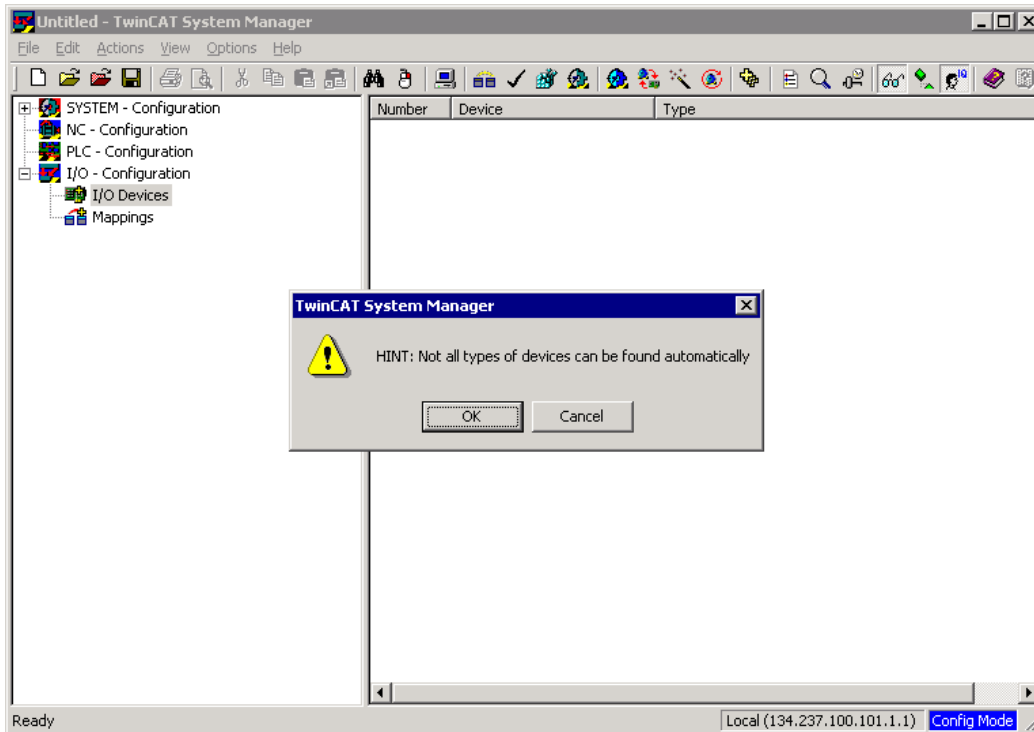 Untitled - TwinCAT System Manager
File Edit Actions View Options Help
SYSTEM - Configuration
NC - Configuration
PLC - Configuration
I/O - Configuration
I/O Devices
Mappings
Number Device Type
TwinCAT System Manager
HINT: Not all types of devices can be found automatically
OK Cancel
Ready Local (134.237.100.101.1.1) Config Mode